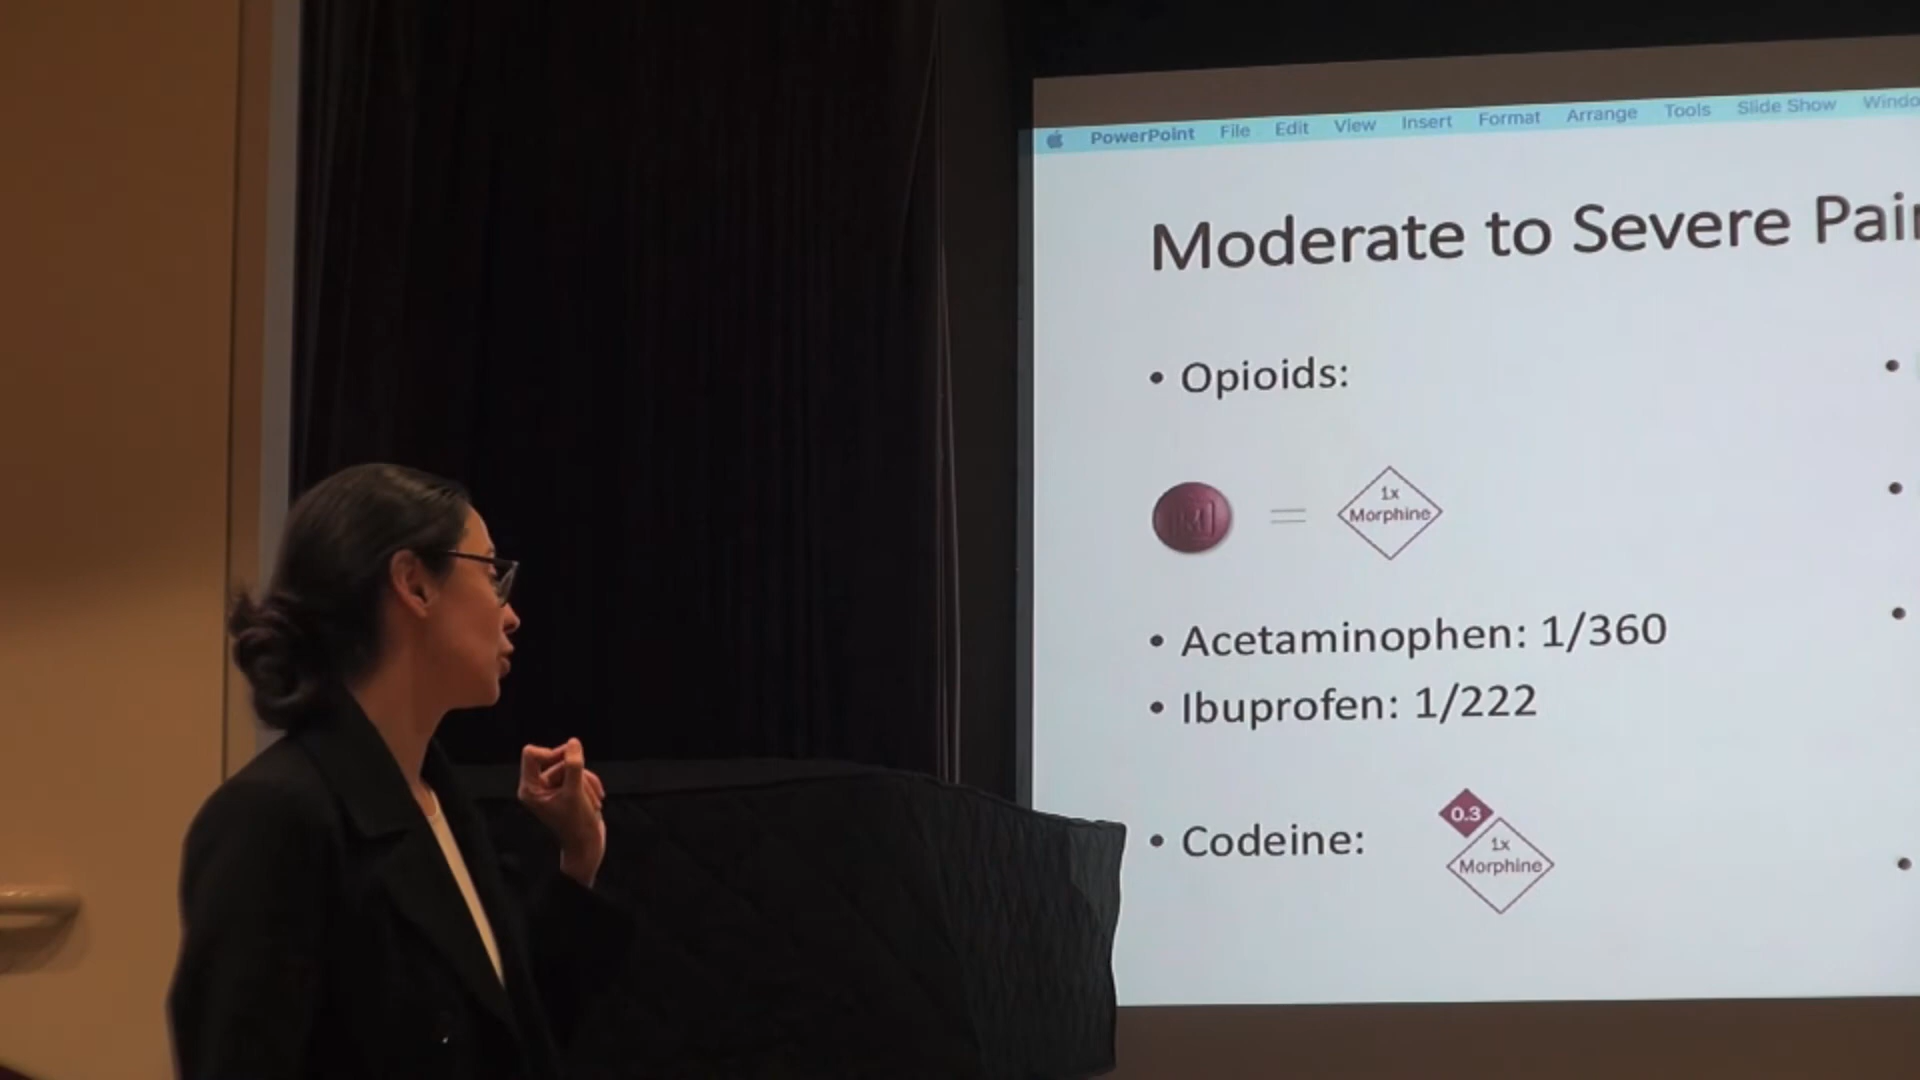 PowerPoint File Edit View Insert Format Arrange Tools Slide Show
Moderate to Severe
• Opioids:
M
=
1x
Morphine
• Acetaminophen: 1/360
• Ibuprofen: 1/222
• Codeine:
0.3
1x
Morphine